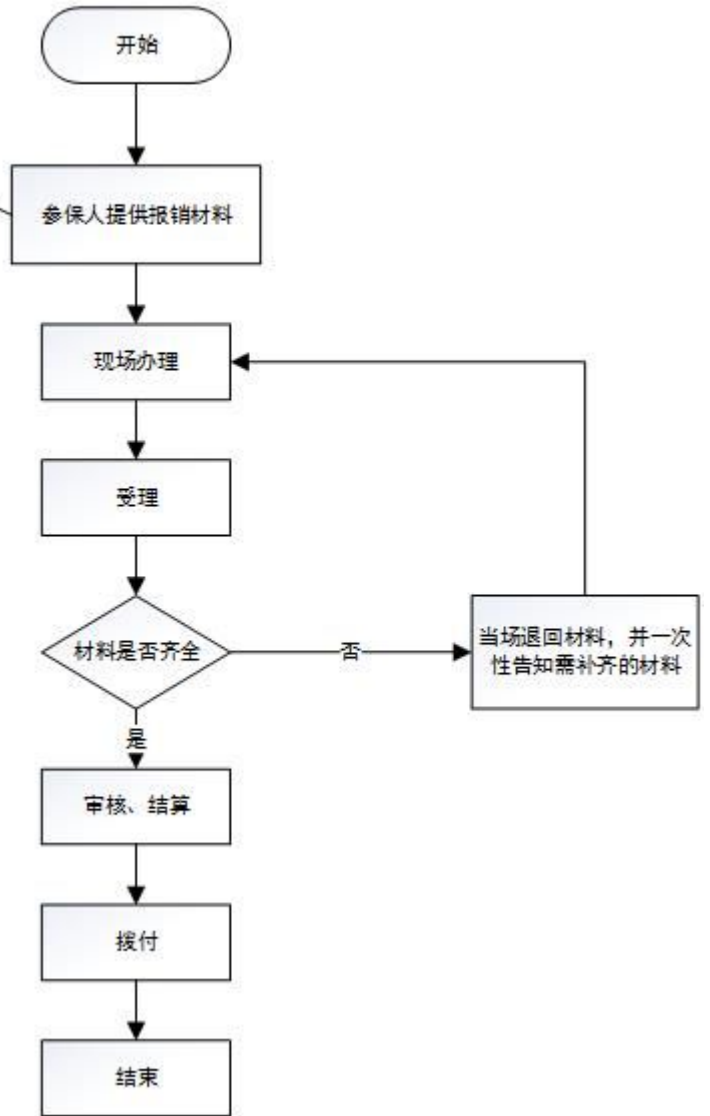 开始
参保人提供报销材料
现场办理
受理
材料是否齐全
否
当场退回材料，并一次
性告知需补齐的材料
是
审核、结算
拨付
结束